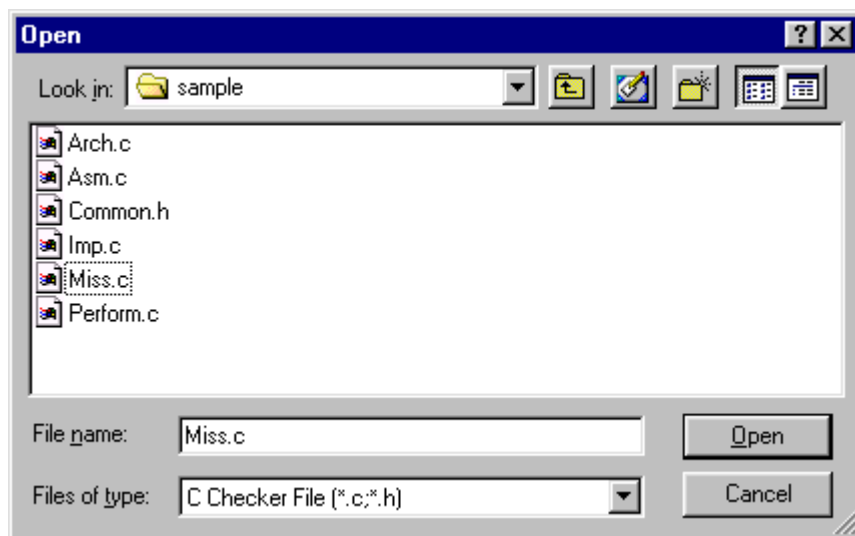 Open
Look in: sample
Arch.c
Asm.c
Common.h
Imp.c
Miss.c
Perform.c
File name: Miss.c Open
Files of type: C Checker File (*.c;*.h) Cancel